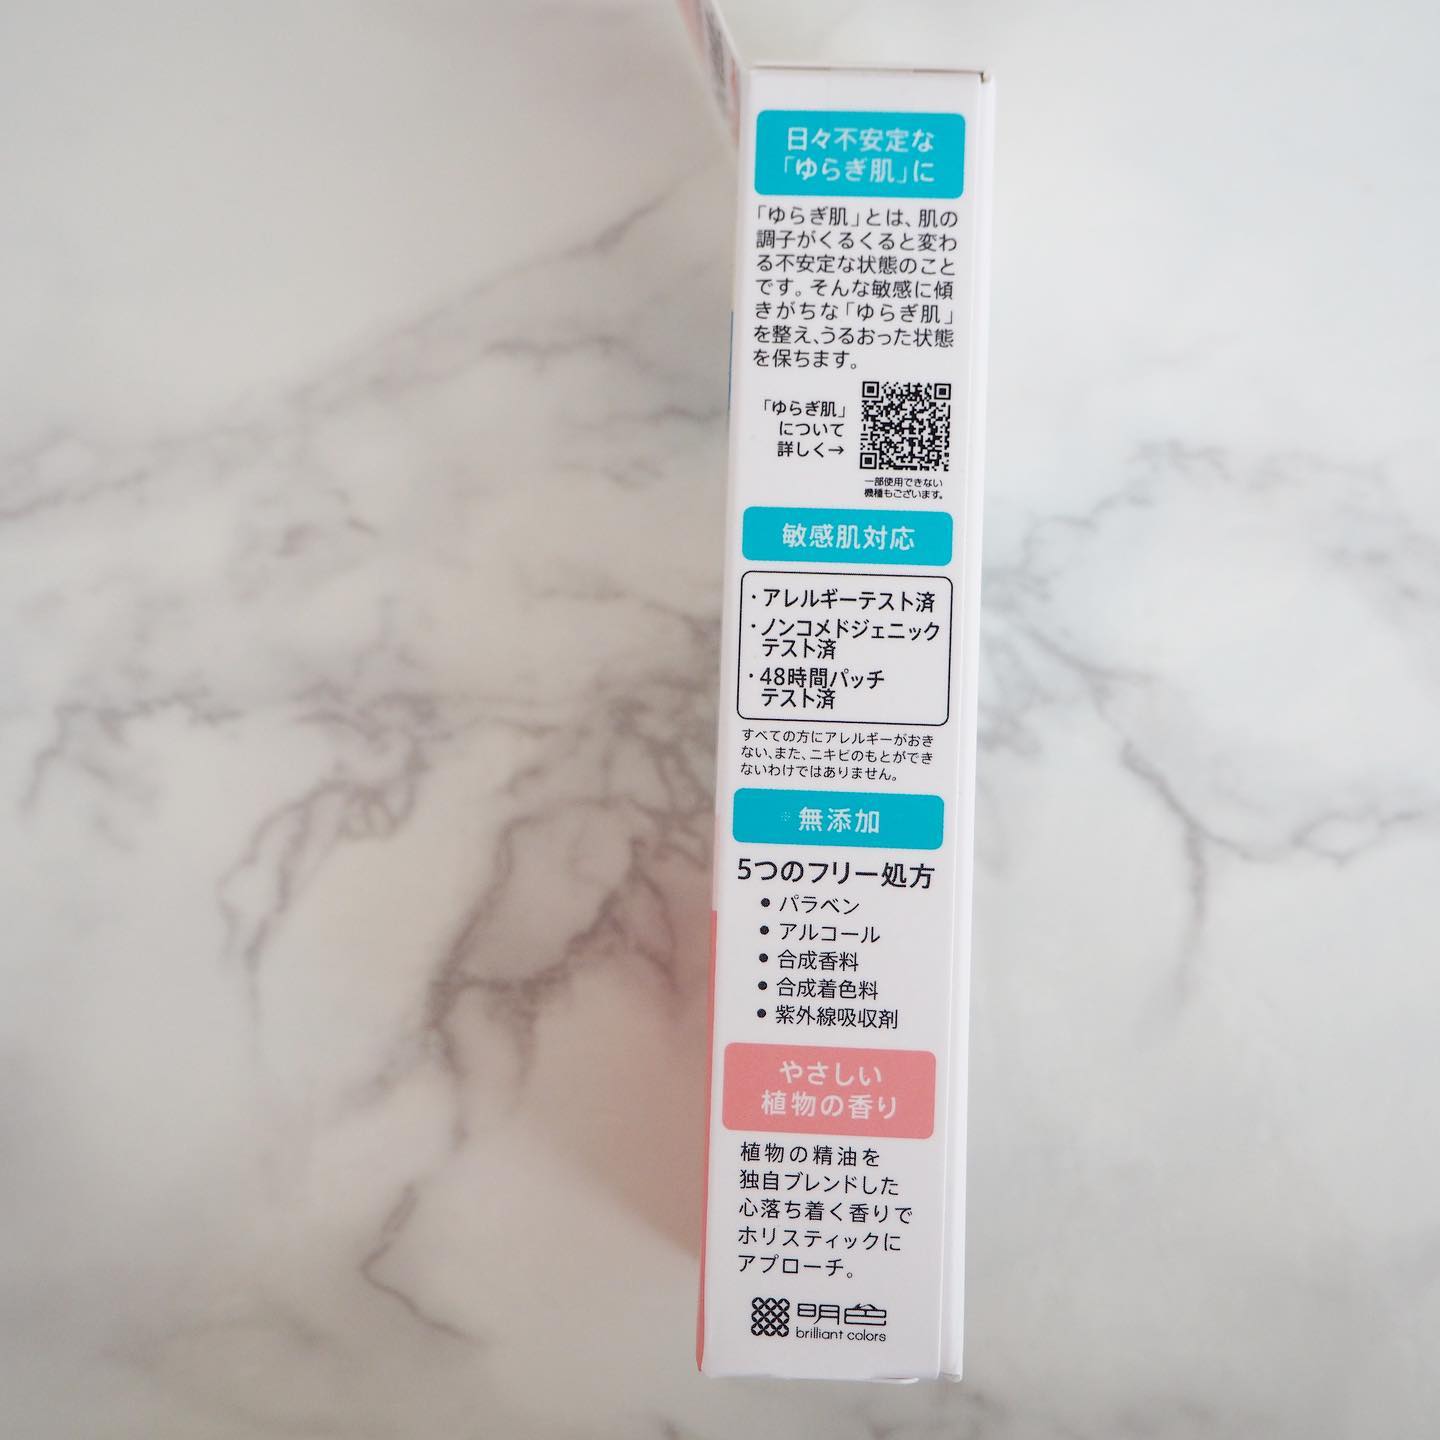 日々不安定な
「ゆらぎ肌」に
「ゆらぎ肌」とは、肌の
調子がくるくると変わ
る不安定な状態のこと
です。そんな敏感に傾
きがちな「ゆらぎ肌」
を整え、うるおった状態
を保ちます。
「ゆらぎ肌」
について
詳しく→
一部使用できない
機種もございます。
敏感肌対応
・アレルギーテスト済
・ノンコメドジェニック
テスト済
・48時間パッチ
テスト済
すべての方にアレルギーがおき
ない、また、ニキビのもとができ
ないわけではありません。
無添加
5つのフリー処方
● パラベン
● アルコール
● 合成香料
● 合成着色料
● 紫外線吸収剤
やさしい
植物の香り
植物の精油を
独自ブレンドした
心落ち着く香りで
ホリスティックに
アプローチ。
明色
brilliant colors